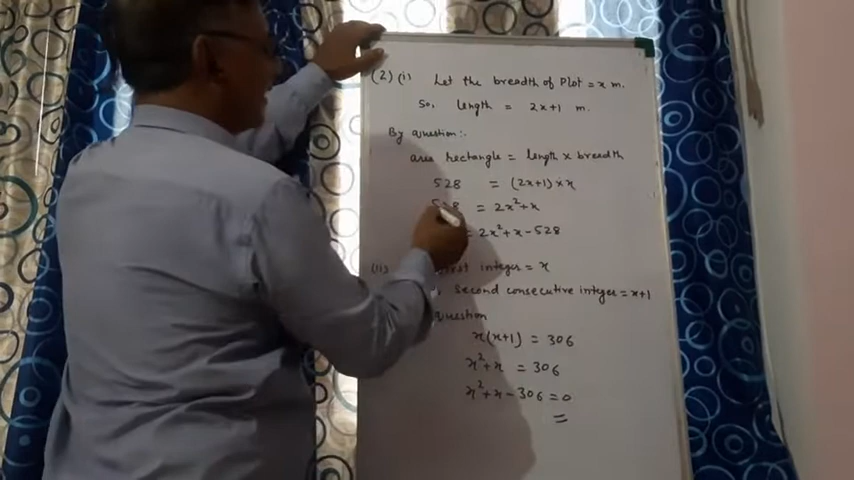 (2)(i) Let the breadth of Plot = x m.
So, length = 2x+1 m.
By question:.
area rectangle = length x breadth
528 = (2x+1) × x
= 2x²+x
= 2x²+x-528
(ii) first integer = x
Second consecutive integer = x+1
question
x(x+1) = 306
x²+x = 306
x²+x-306 = 0